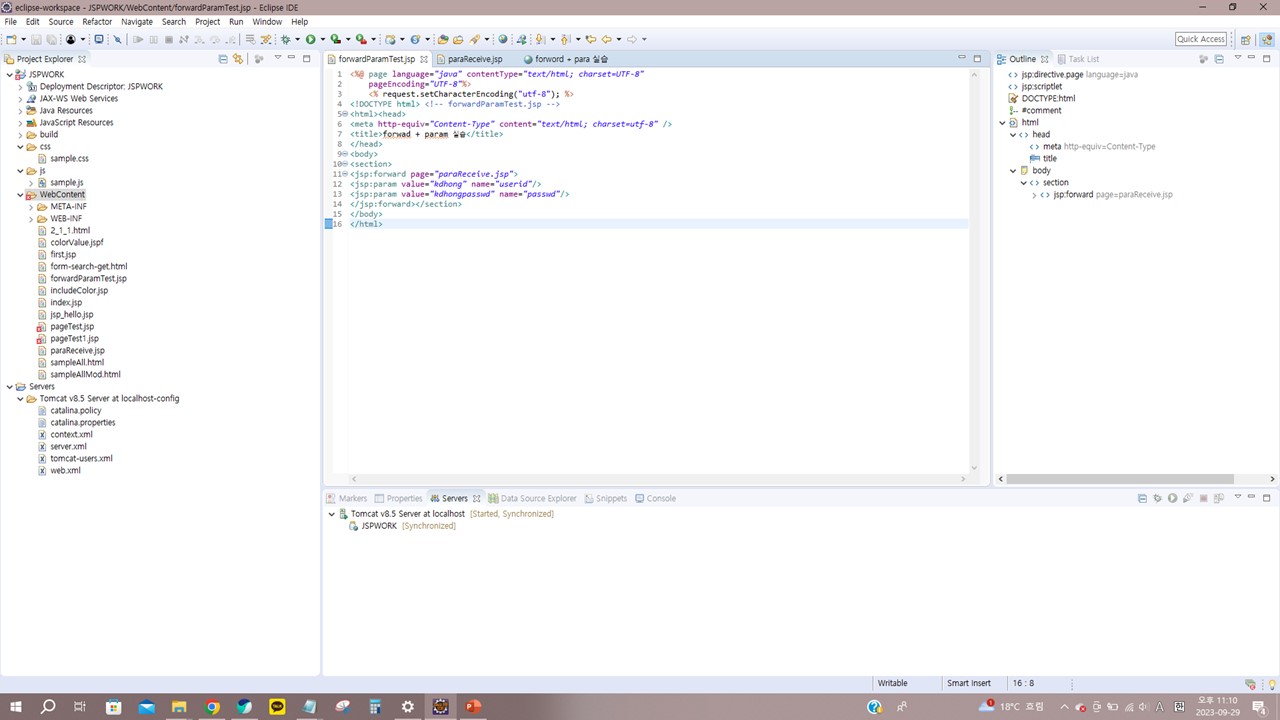 eclipse-workspace - JSPWORK/WebContent/forwardParamTest.jsp - Eclipse IDE
File Edit Source Refactor Navigate Search Project Run Window Help
Quick Access
Project Explorer
JSPWORK
Deployment Descriptor: JSPWORK
JAX-WS Web Services
Java Resources
JavaScript Resources
build
css
sample.css
js
sample.js
WebContent
META-INF
WEB-INF
2_1_1.html
colorValue.jspf
first.jsp
form-search-get.html
forwardParamTest.jsp
includeColor.jsp
index.jsp
jsp_hello.jsp
pageTest.jsp
pageTest1.jsp
paraReceive.jsp
sampleAll.html
sampleAllMod.html
Servers
Tomcat v8.5 Server at localhost-config
catalina.policy
catalina.properties
context.xml
server.xml
tomcat-users.xml
web.xml
forwardParamTest.jsp paraReceive.jsp forword + para 실습
1 <%@ page language="java" contentType="text/html; charset=UTF-8"
2 pageEncoding="UTF-8"%>
3 <% request.setCharacterEncoding("utf-8"); %>
4 <!DOCTYPE html> <!-- forwardParamTest.jsp -->
5 <html><head>
6 <meta http-equiv="Content-Type" content="text/html; charset=utf-8" />
7 <title>forwad + param 실습</title>
8 </head>
9 <body>
10 <section>
11 <jsp:forward page="paraReceive.jsp">
12 <jsp:param value="kdhong" name="userid"/>
13 <jsp:param value="kdhongpasswd" name="passwd"/>
14 </jsp:forward></section>
15 </body>
16 </html>
Outline Task List
jsp:directive.page language=java
jsp:scriptlet
DOCTYPE:html
#comment
html
head
meta http-equiv=Content-Type
title
body
section
jsp:forward page=paraReceive.jsp
Markers Properties Servers Data Source Explorer Snippets Console
Tomcat v8.5 Server at localhost [Started, Synchronized]
JSPWORK [Synchronized]
Writable Smart Insert 16 : 8
TALK
18°C 흐림
A
오후 11:10
2023-09-29
4